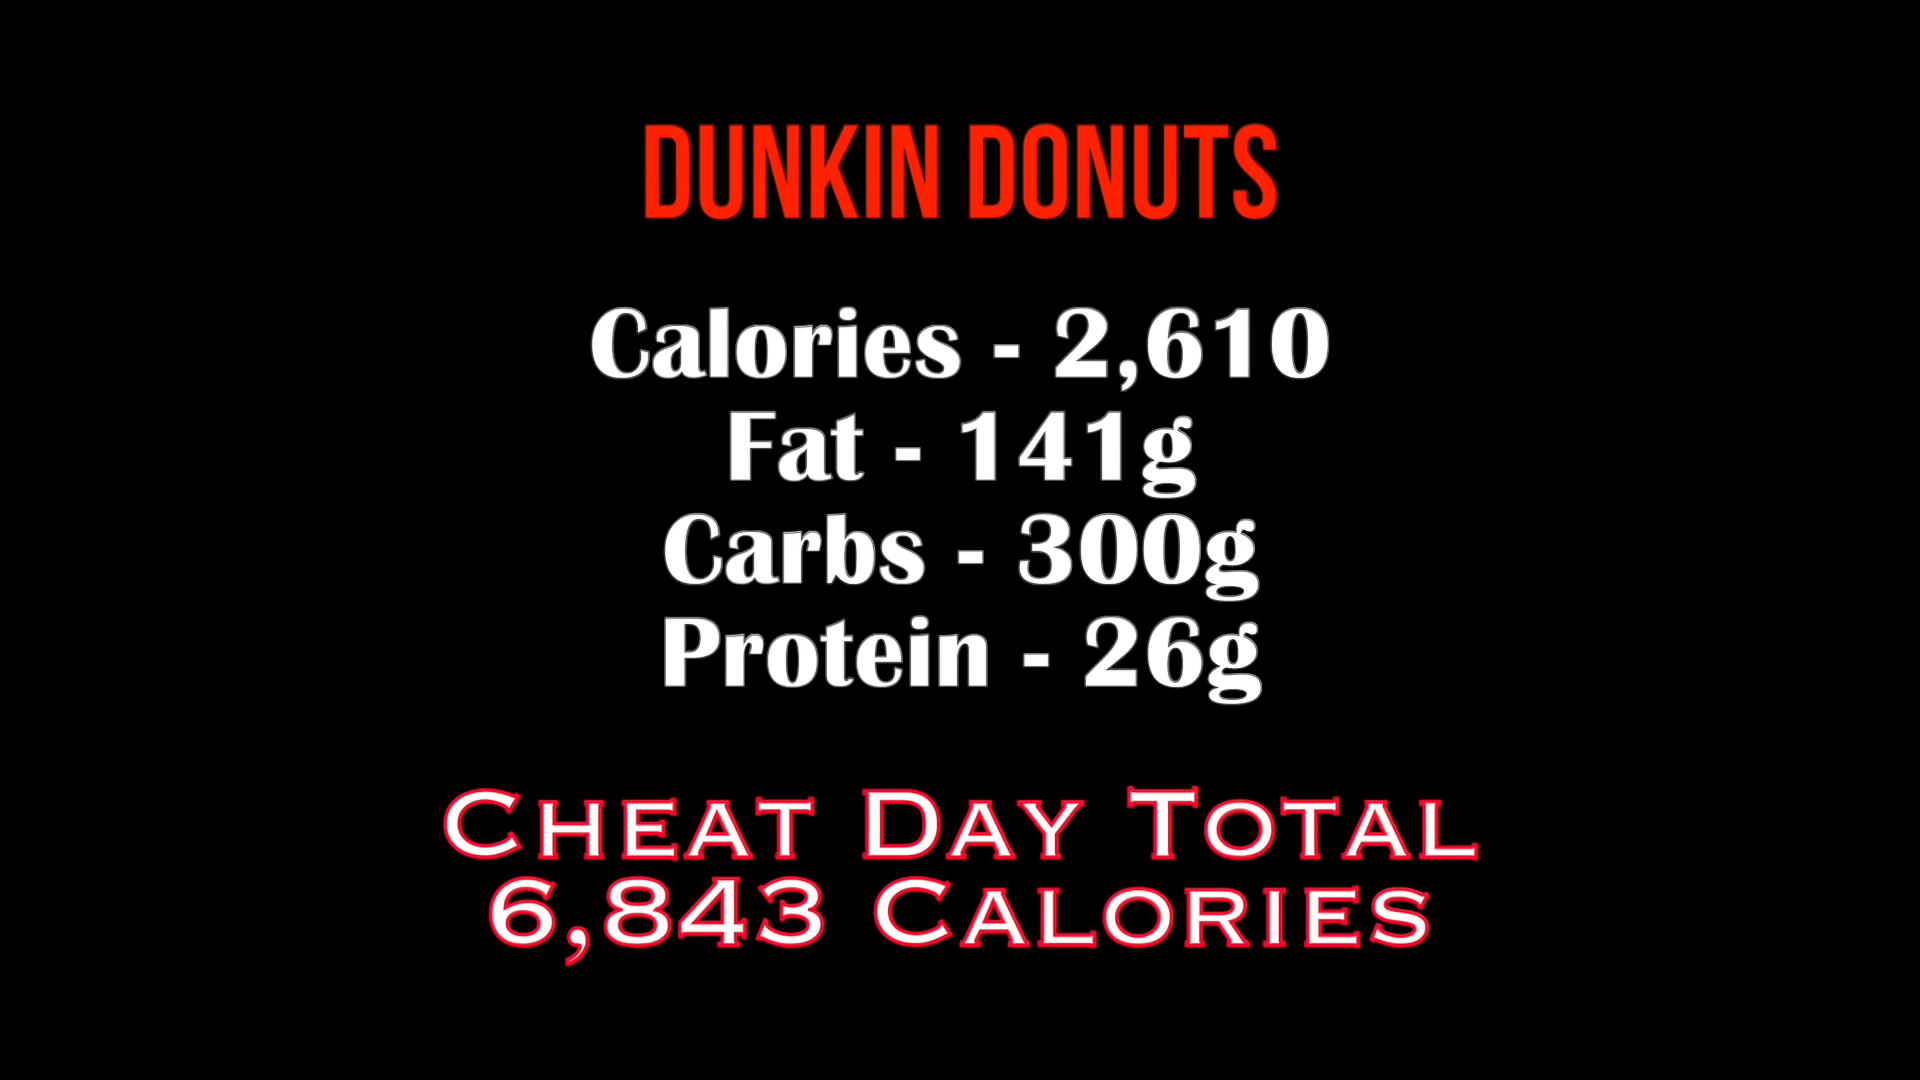 DUNKIN DONUTS
Calories - 2,610
Fat - 141g
Carbs - 300g
Protein - 26g
Cheat Day Total
6,843 Calories